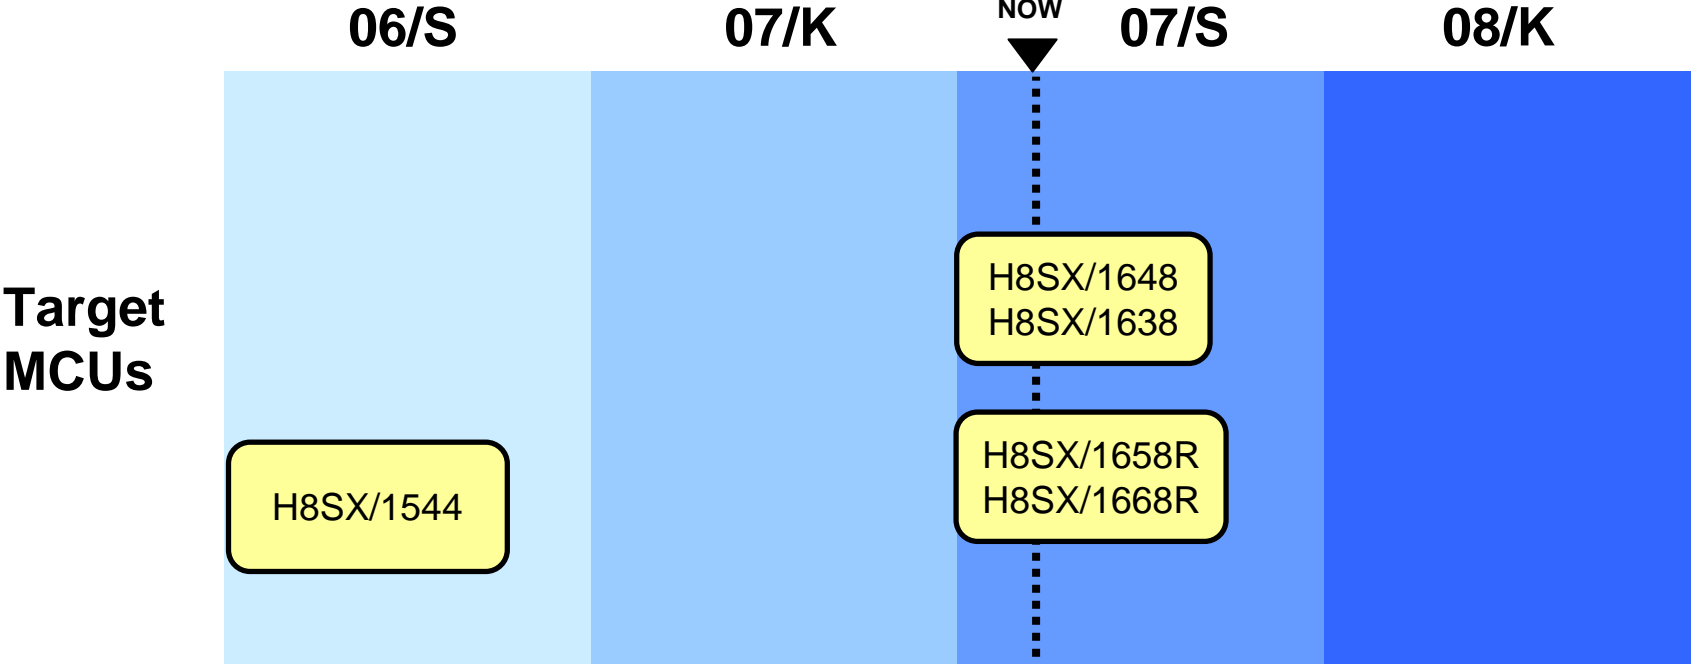 06/S
07/K
NOW
07/S
08/K
Target
MCUs
H8SX/1648
H8SX/1638
H8SX/1658R
H8SX/1668R
H8SX/1544